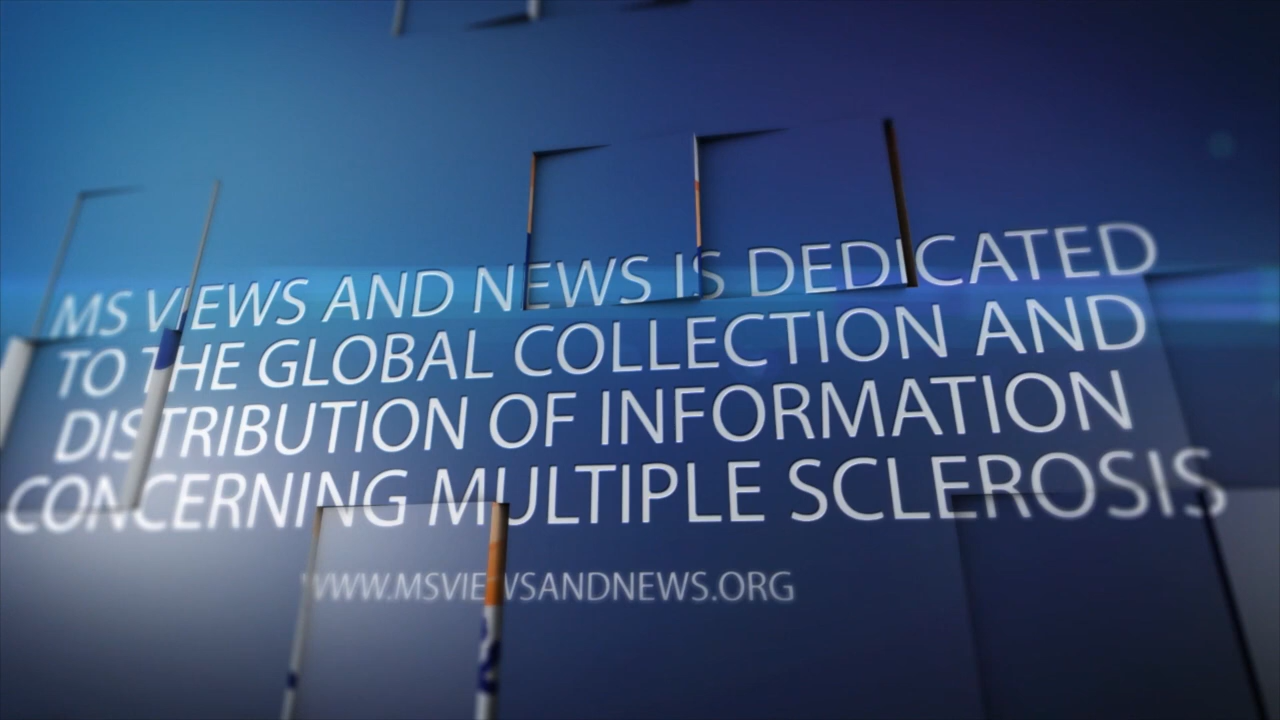 MS VIEWS AND NEWS IS DEDICATED
TO THE GLOBAL COLLECTION AND
DISTRIBUTION OF INFORMATION
CONCERNING MULTIPLE SCLEROSIS
WWW.MSVIEWSANDNEWS.ORG